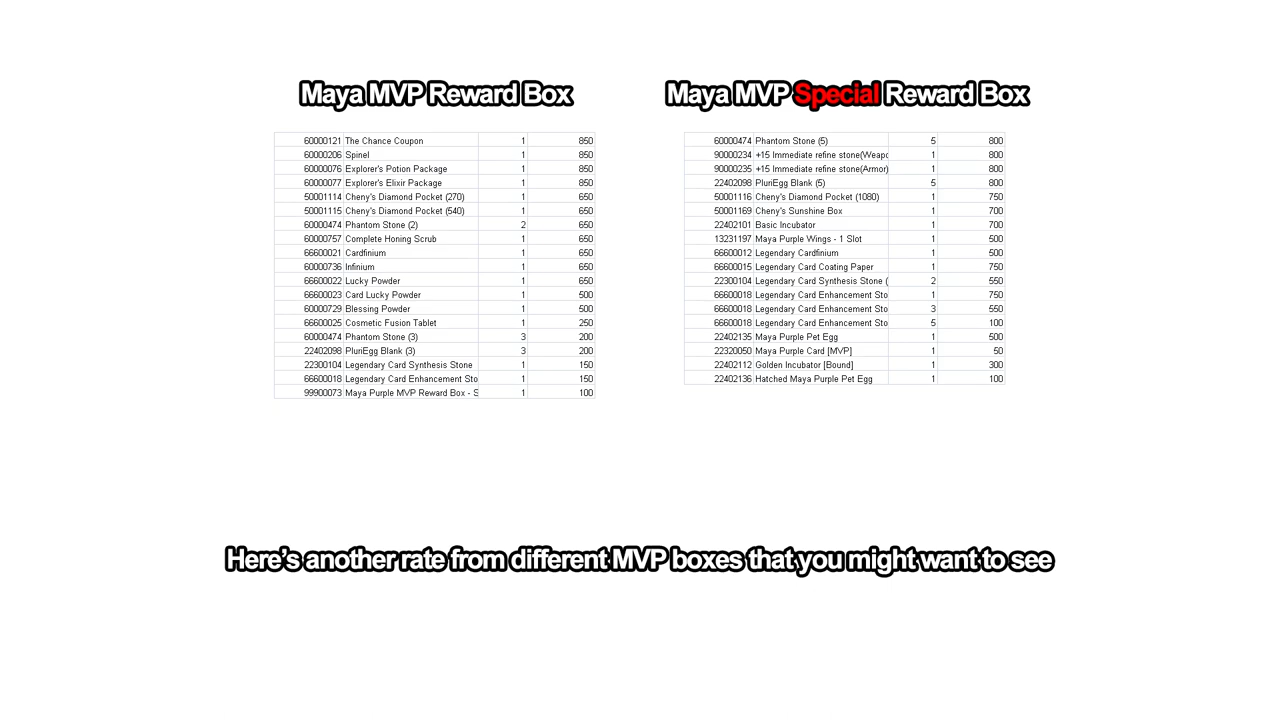 Maya MVP Reward Box
60000121 The Chance Coupon 1 850
60000206 Spinel 1 850
60000076 Explorer's Potion Package 1 850
60000077 Explorer's Elixir Package 1 850
50001114 Cheny's Diamond Pocket (270) 1 650
50001115 Cheny's Diamond Pocket (540) 1 650
60000474 Phantom Stone (2) 2 650
60000757 Complete Honing Scrub 1 650
66600021 Cardfinium 1 650
60000736 Infinium 1 650
66600022 Lucky Powder 1 650
66600023 Card Lucky Powder 1 500
60000729 Blessing Powder 1 500
66600025 Cosmetic Fusion Tablet 1 250
60000474 Phantom Stone (3) 3 200
22402098 PluriEgg Blank (3) 3 200
22300104 Legendary Card Synthesis Stone 1 150
66600018 Legendary Card Enhancement Sto 1 150
99900073 Maya Purple MVP Reward Box - S 1 100
Maya MVP Special Reward Box
60000474 Phantom Stone (5) 5 800
90000234 +15 Immediate refine stone(Weapo 1 800
90000235 +15 Immediate refine stone(Armor) 1 800
22402098 PluriEgg Blank (5) 5 800
50001116 Cheny's Diamond Pocket (1080) 1 750
50001169 Cheny's Sunshine Box 1 700
22402101 Basic Incubator 1 700
13231197 Maya Purple Wings - 1 Slot 1 500
66600012 Legendary Cardfinium 1 500
66600015 Legendary Card Coating Paper 1 750
22300104 Legendary Card Synthesis Stone ( 2 550
66600018 Legendary Card Enhancement Sto 1 750
66600018 Legendary Card Enhancement Sto 3 550
66600018 Legendary Card Enhancement Sto 5 100
22402135 Maya Purple Pet Egg 1 500
22320050 Maya Purple Card [MVP] 1 50
22402112 Golden Incubator [Bound] 1 300
22402136 Hatched Maya Purple Pet Egg 1 100
Here's another rate from different MVP boxes that you might want to see